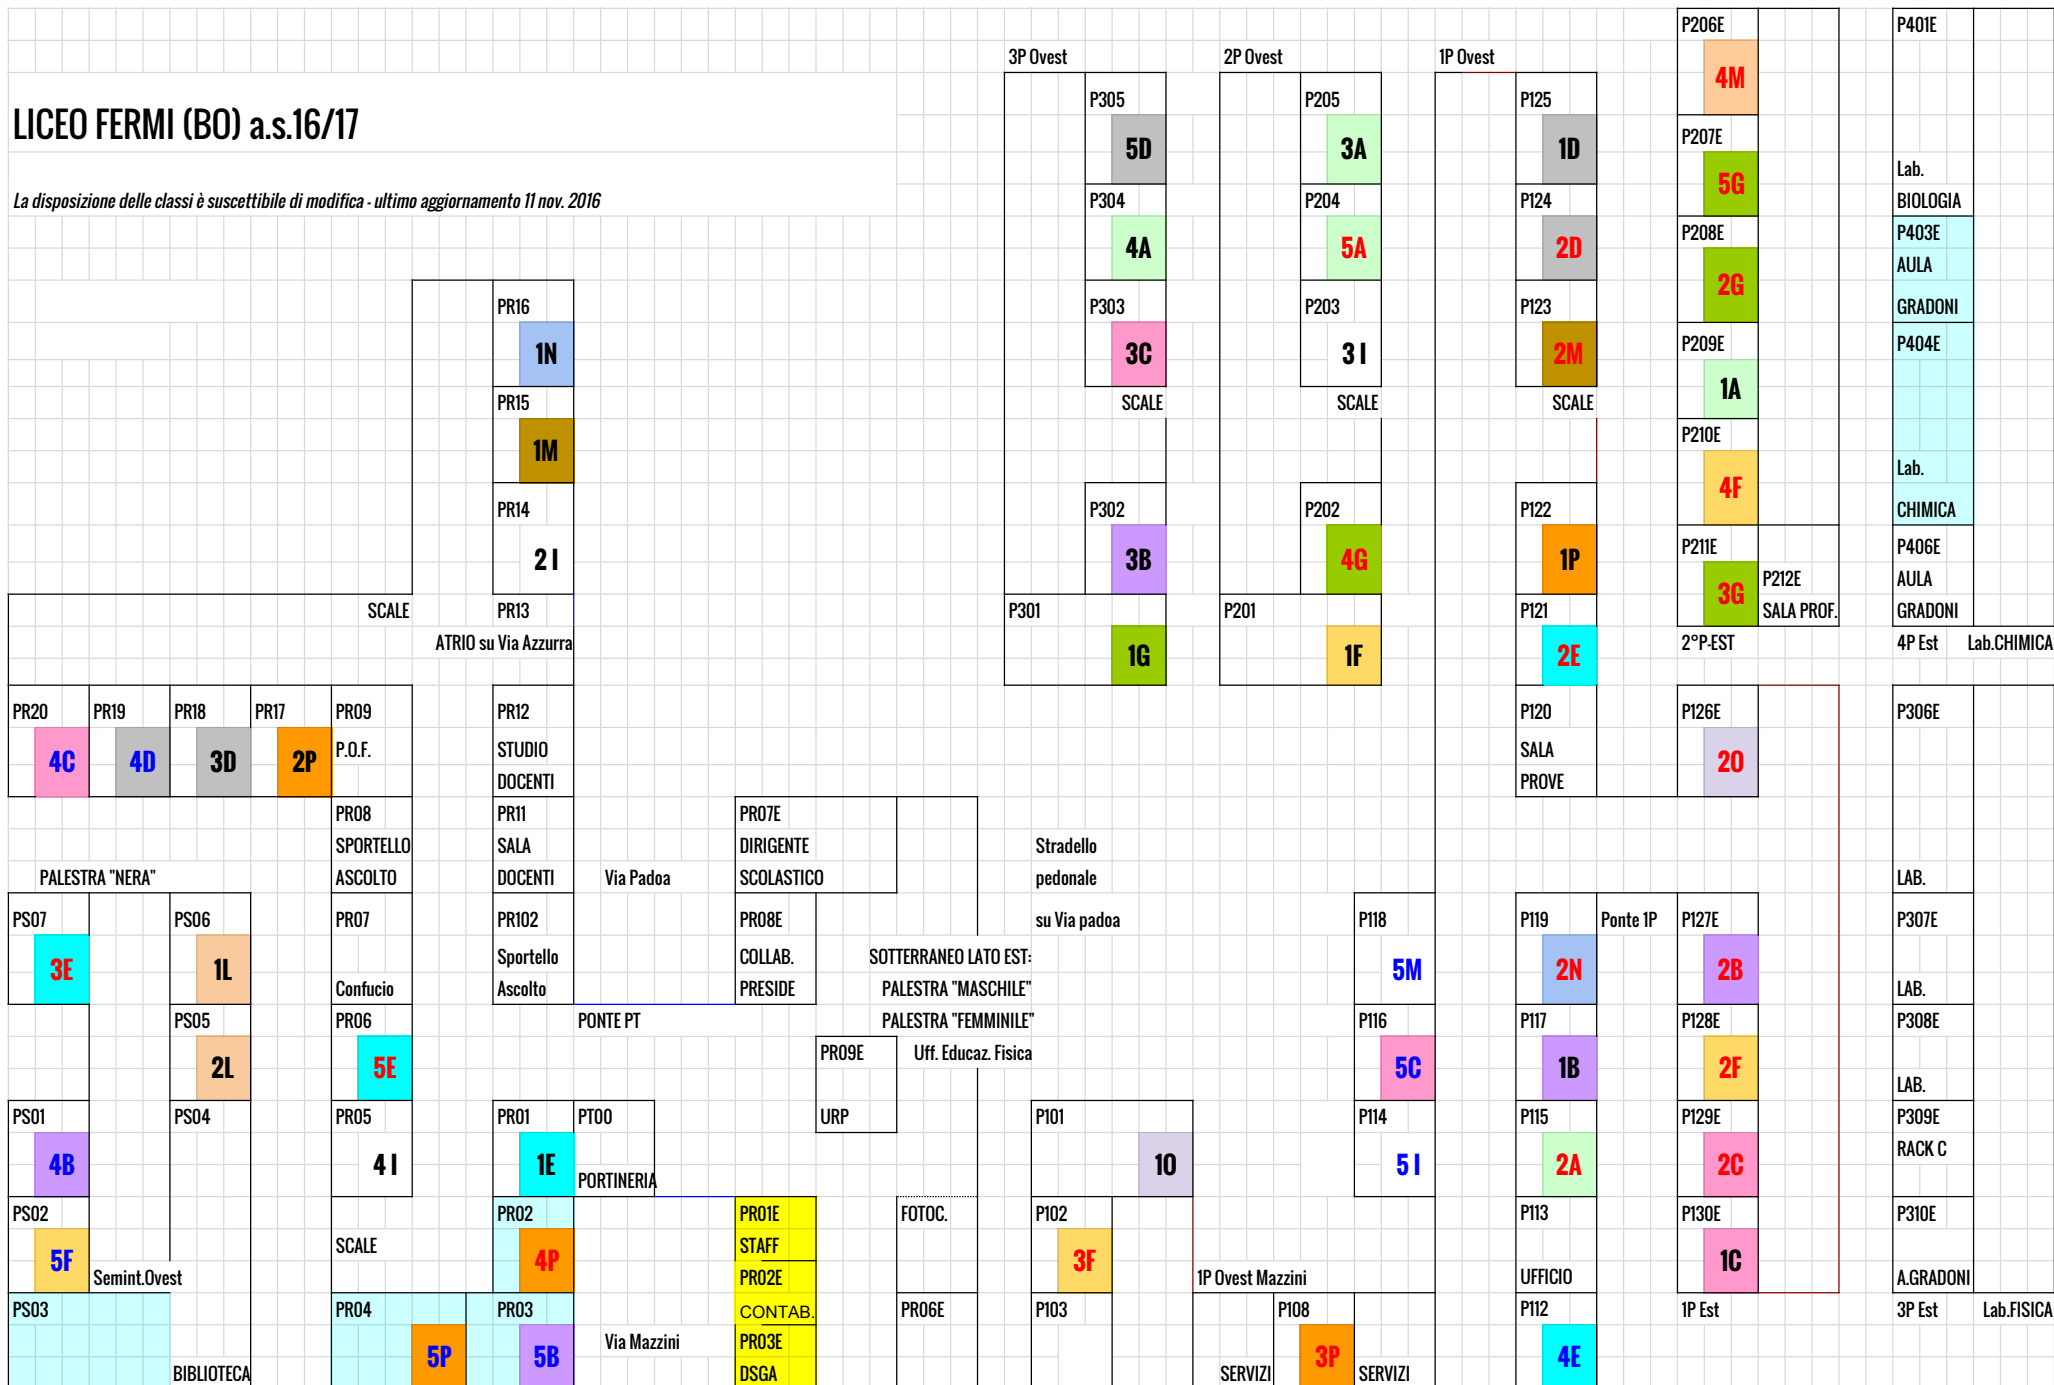 P206E P401E
3P Ovest 2P Ovest 1P Ovest
4M
P305 P205 P125
LICEO FERMI (BO) a.s.16/17
P207E
5D 3A 1D
Lab.
5G
La disposizione delle classi è suscettibile di modifica - ultimo aggiornamento 11 nov. 2016
P304 P204 P124 BIOLOGIA
P208E P403E
4A 5A 2D AULA
2G
PR16 P303 P203 P123 GRADONI
P209E P404E
1N 3C 3 I 2M
1A
PR15 SCALE SCALE SCALE
P210E
1M
Lab.
4F
PR14 P302 P202 P122 CHIMICA
P211E P406E
2 I 3B 4G 1P
P212E AULA
3G
SCALE PR13 P301 P201 P121 SALA PROF. GRADONI
ATRIO su Via Azzurra 2°P-EST 4P Est Lab.CHIMICA
1G 1F 2E
PR20 PR19 PR18 PR17 PR09 PR12 P120 P126E P306E
P.O.F. STUDIO SALA
4C 4D 3D 2P 2O
DOCENTI PROVE
PR08 PR11 PR07E
SPORTELLO SALA DIRIGENTE Stradello
PALESTRA "NERA" ASCOLTO DOCENTI Via Padoa SCOLASTICO pedonale LAB.
PS07 PS06 PR07 PR102 PR08E su Via padoa P118 P119 Ponte 1P P127E P307E
Sportello COLLAB. SOTTERRANEO LATO EST:
3E 1L 5M 2N 2B
Confucio Ascolto PRESIDE PALESTRA "MASCHILE" LAB.
PS05 PR06 PONTE PT PALESTRA "FEMMINILE" P116 P117 P128E P308E
PR09E Uff. Educaz. Fisica
2L 5E 5C 1B 2F
LAB.
PS01 PS04 PR05 PR01 PT00 URP P101 P114 P115 P129E P309E
RACK C
4B 4 I 1E 1O 5 I 2A 2C
PORTINERIA
PS02 PR02 PR01E FOTOC. P102 P113 P130E P310E
SCALE STAFF
5F 4P 3F 1C
Semint.Ovest PR02E 1P Ovest Mazzini UFFICIO A.GRADONI
PS03 PR04 PR03 CONTAB. PR06E P103 P108 P112 1P Est 3P Est Lab.FISICA
Via Mazzini PR03E
5P 5B 3P 4E
BIBLIOTECA DSGA SERVIZI SERVIZI